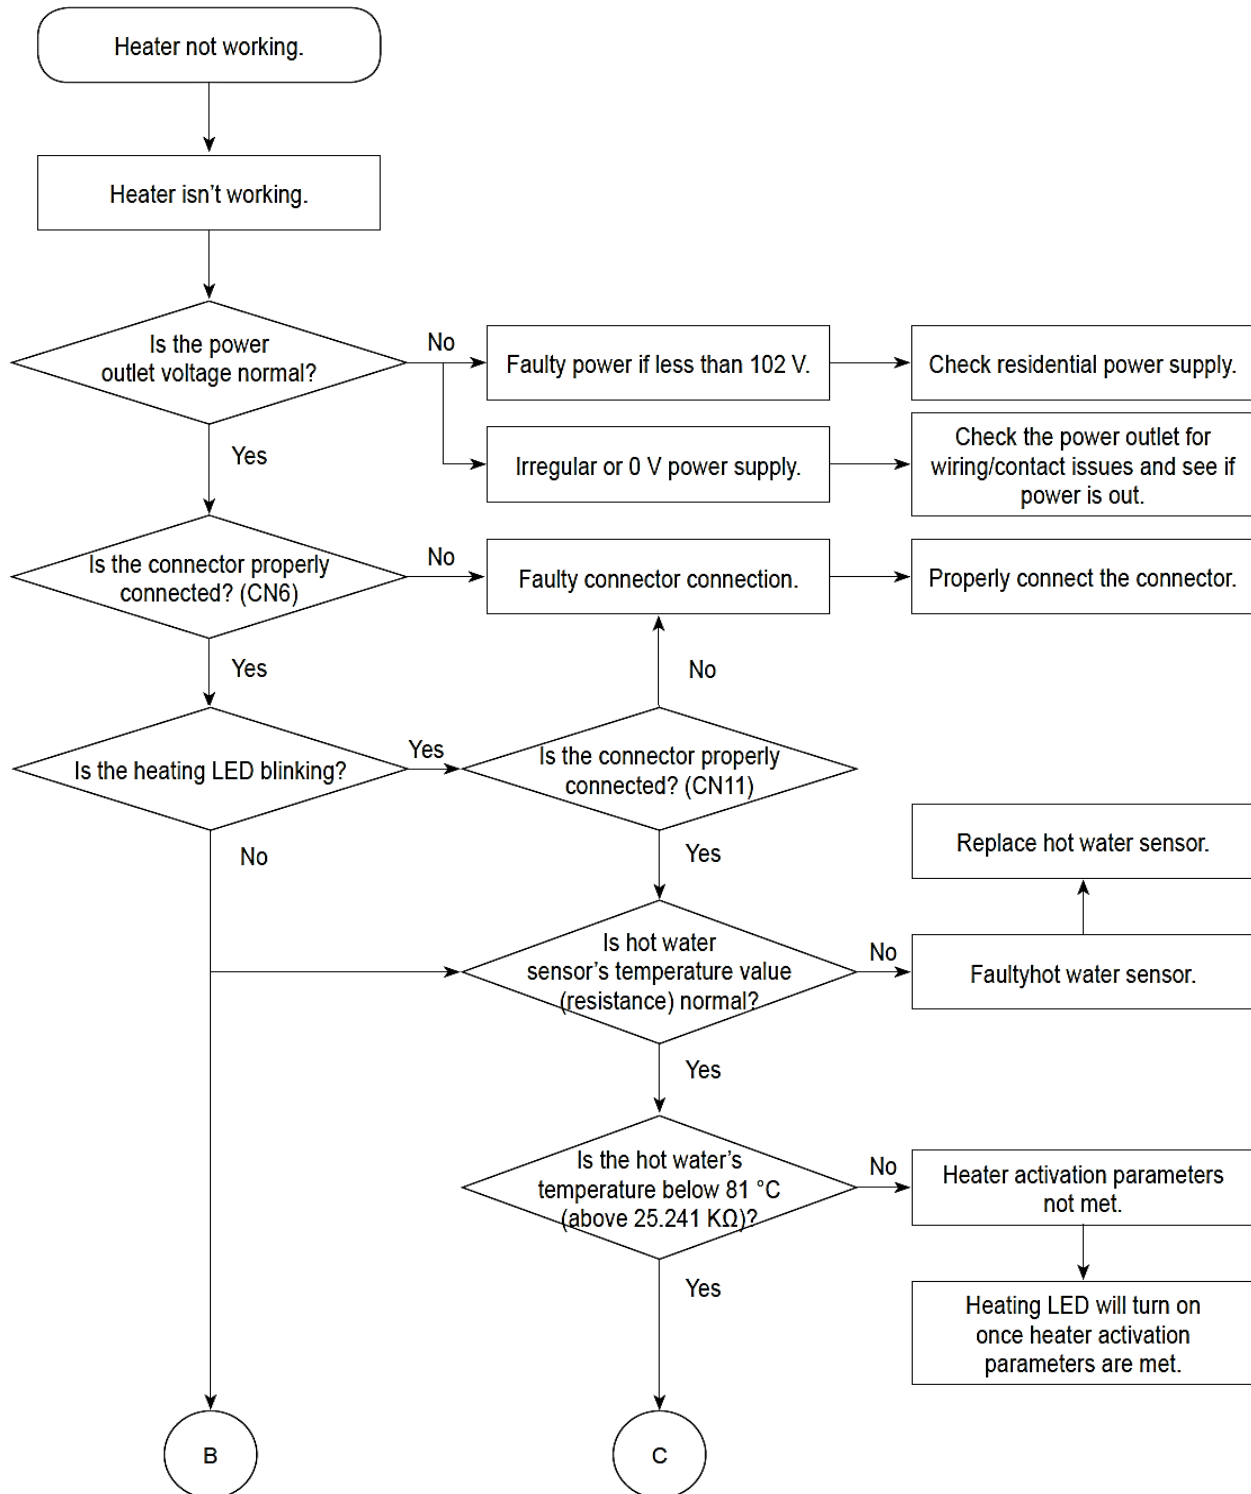 Heater not working.
Heater isn't working.
Is the power
outlet voltage normal?
No
Faulty power if less than 102 V.
Check residential power supply.
Yes
Irregular or 0 V power supply.
Check the power outlet for
wiring/contact issues and see if
power is out.
Is the connector properly
connected? (CN6)
No
Faulty connector connection.
Properly connect the connector.
Yes
No
Is the heating LED blinking?
Yes
Is the connector properly
connected? (CN11)
No
Yes
Replace hot water sensor.
Is hot water
sensor's temperature value
(resistance) normal?
No
Faultyhot water sensor.
Yes
Is the hot water's
temperature below 81 °C
(above 25.241 KΩ)?
No
Heater activation parameters
not met.
Yes
Heating LED will turn on
once heater activation
parameters are met.
B
C